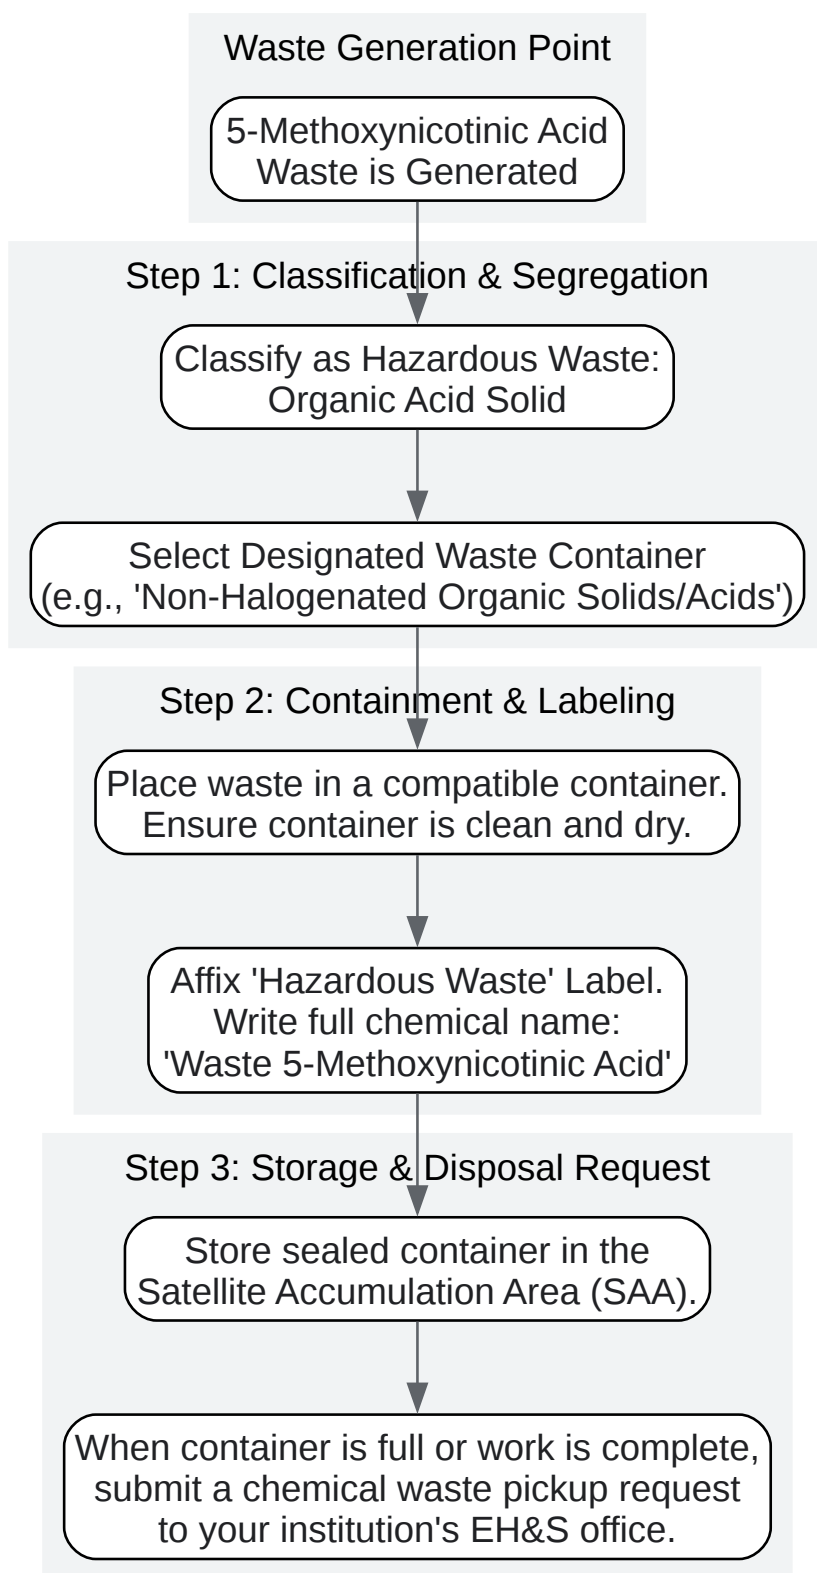 Waste Generation Point
5-Methoxynicotinic Acid
Waste is Generated
Step 1: Classification & Segregation
Classify as Hazardous Waste:
Organic Acid Solid
Select Designated Waste Container
(e.g., 'Non-Halogenated Organic Solids/Acids')
Step 2: Containment & Labeling
Place waste in a compatible container.
Ensure container is clean and dry.
Affix 'Hazardous Waste' Label.
Write full chemical name:
'Waste 5-Methoxynicotinic Acid'
Step 3: Storage & Disposal Request
Store sealed container in the
Satellite Accumulation Area (SAA).
When container is full or work is complete,
submit a chemical waste pickup request
to your institution's EH&S office.